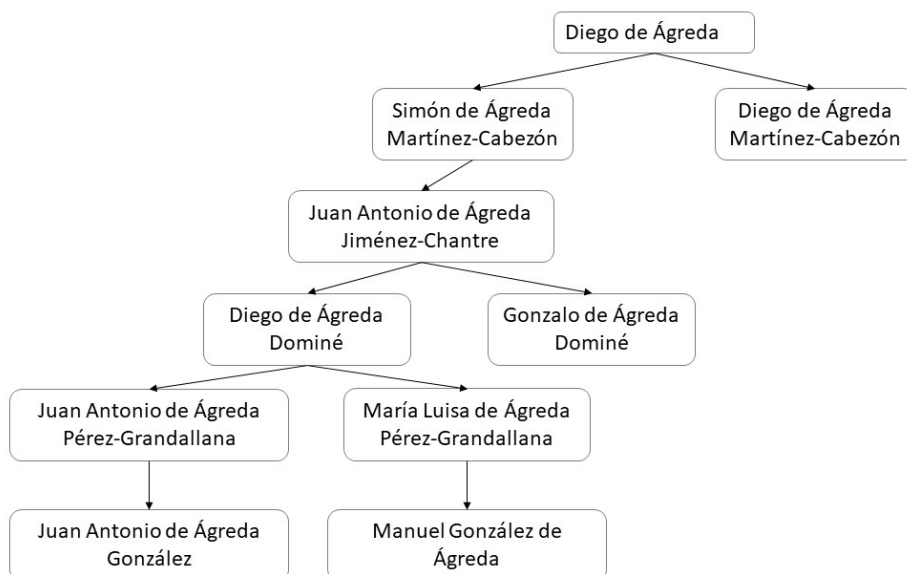 Diego de Ágreda
Simón de Ágreda
Martínez-Cabezón
Diego de Ágreda
Martínez-Cabezón
Juan Antonio de Ágreda
Jiménez-Chantre
Diego de Ágreda
Dominé
Gonzalo de Ágreda
Dominé
Juan Antonio de Ágreda
Pérez-Grandallana
María Luisa de Ágreda
Pérez-Grandallana
Juan Antonio de Ágreda
González
Manuel González de
Ágreda